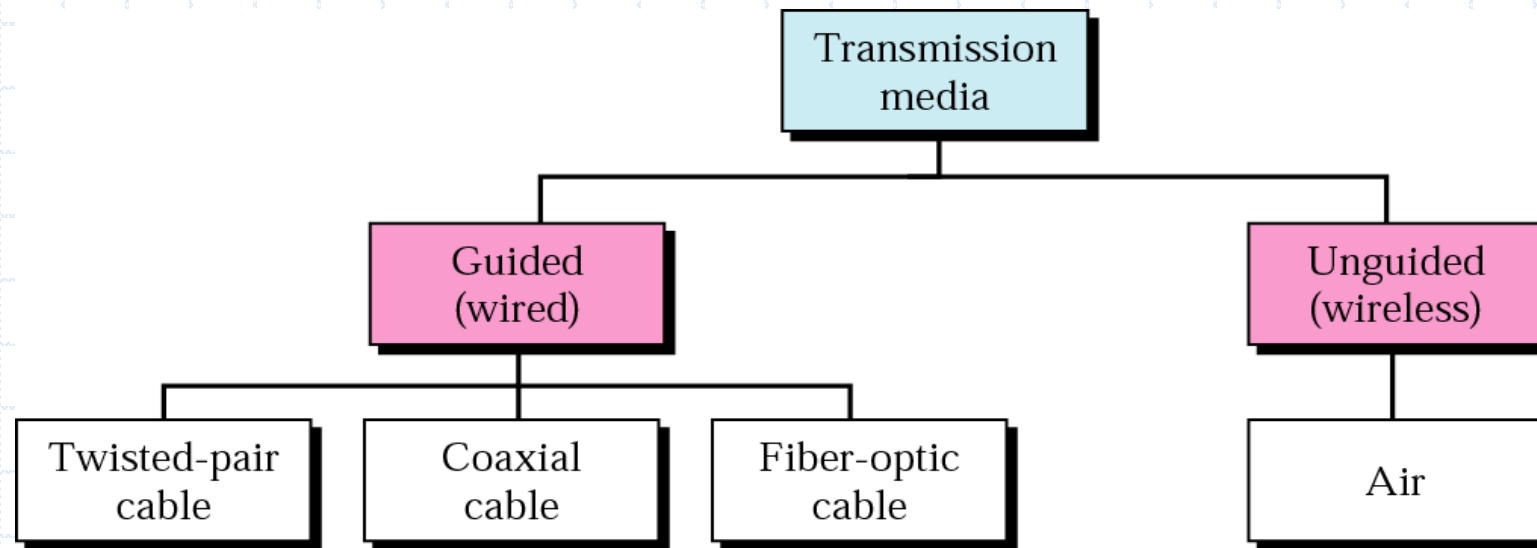 Transmission
media
Guided
(wired)
Unguided
(wireless)
Twisted-pair
cable
Coaxial
cable
Fiber-optic
cable
Air